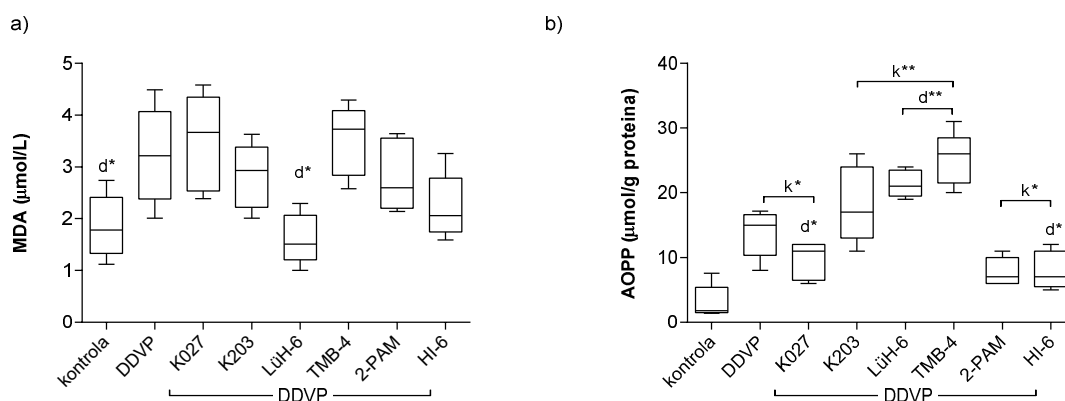 a)
MDA (μmol/L)
5
4
3
2
1
0
d*
d*
kontrola
DDVP
K027
K203
LüH-6
TMB-4
2-PAM
HI-6
DDVP
b)
AOPP (μmol/g proteina)
40
30
20
10
0
k**
d**
k*
d*
k*
d*
kontrola
DDVP
K027
K203
LüH-6
TMB-4
2-PAM
HI-6
DDVP